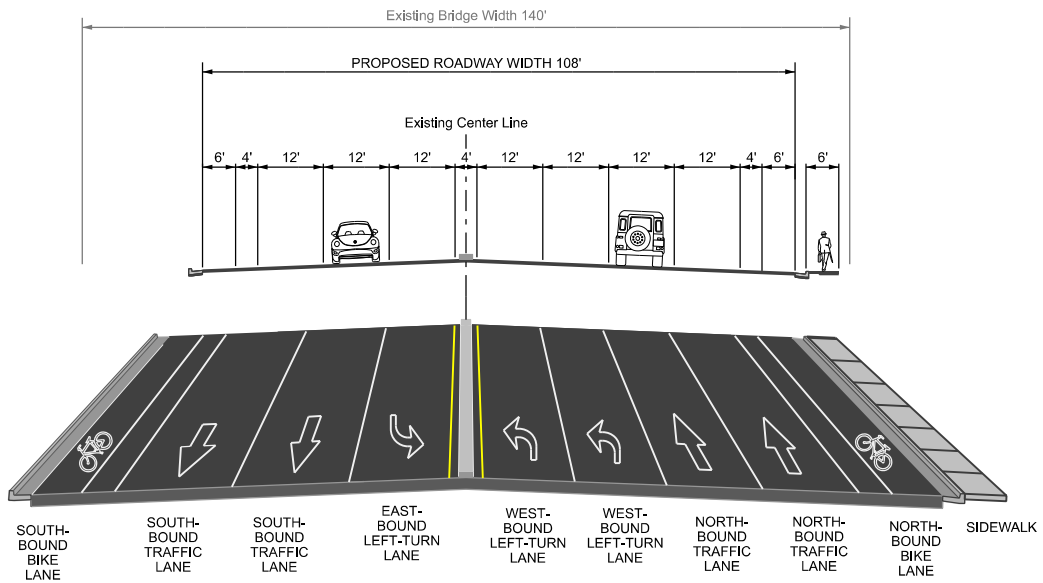 Existing Bridge Width 140'
PROPOSED ROADWAY WIDTH 108'
Existing Center Line
6' 4' 12' 12' 12' 4' 12' 12' 12' 12' 4' 6' 6'
SOUTH-
BOUND
BIKE
LANE
SOUTH-
BOUND
TRAFFIC
LANE
SOUTH-
BOUND
TRAFFIC
LANE
EAST-
BOUND
LEFT-TURN
LANE
WEST-
BOUND
LEFT-TURN
LANE
WEST-
BOUND
LEFT-TURN
LANE
NORTH-
BOUND
TRAFFIC
LANE
NORTH-
BOUND
TRAFFIC
LANE
NORTH-
BOUND
BIKE
LANE
SIDEWALK